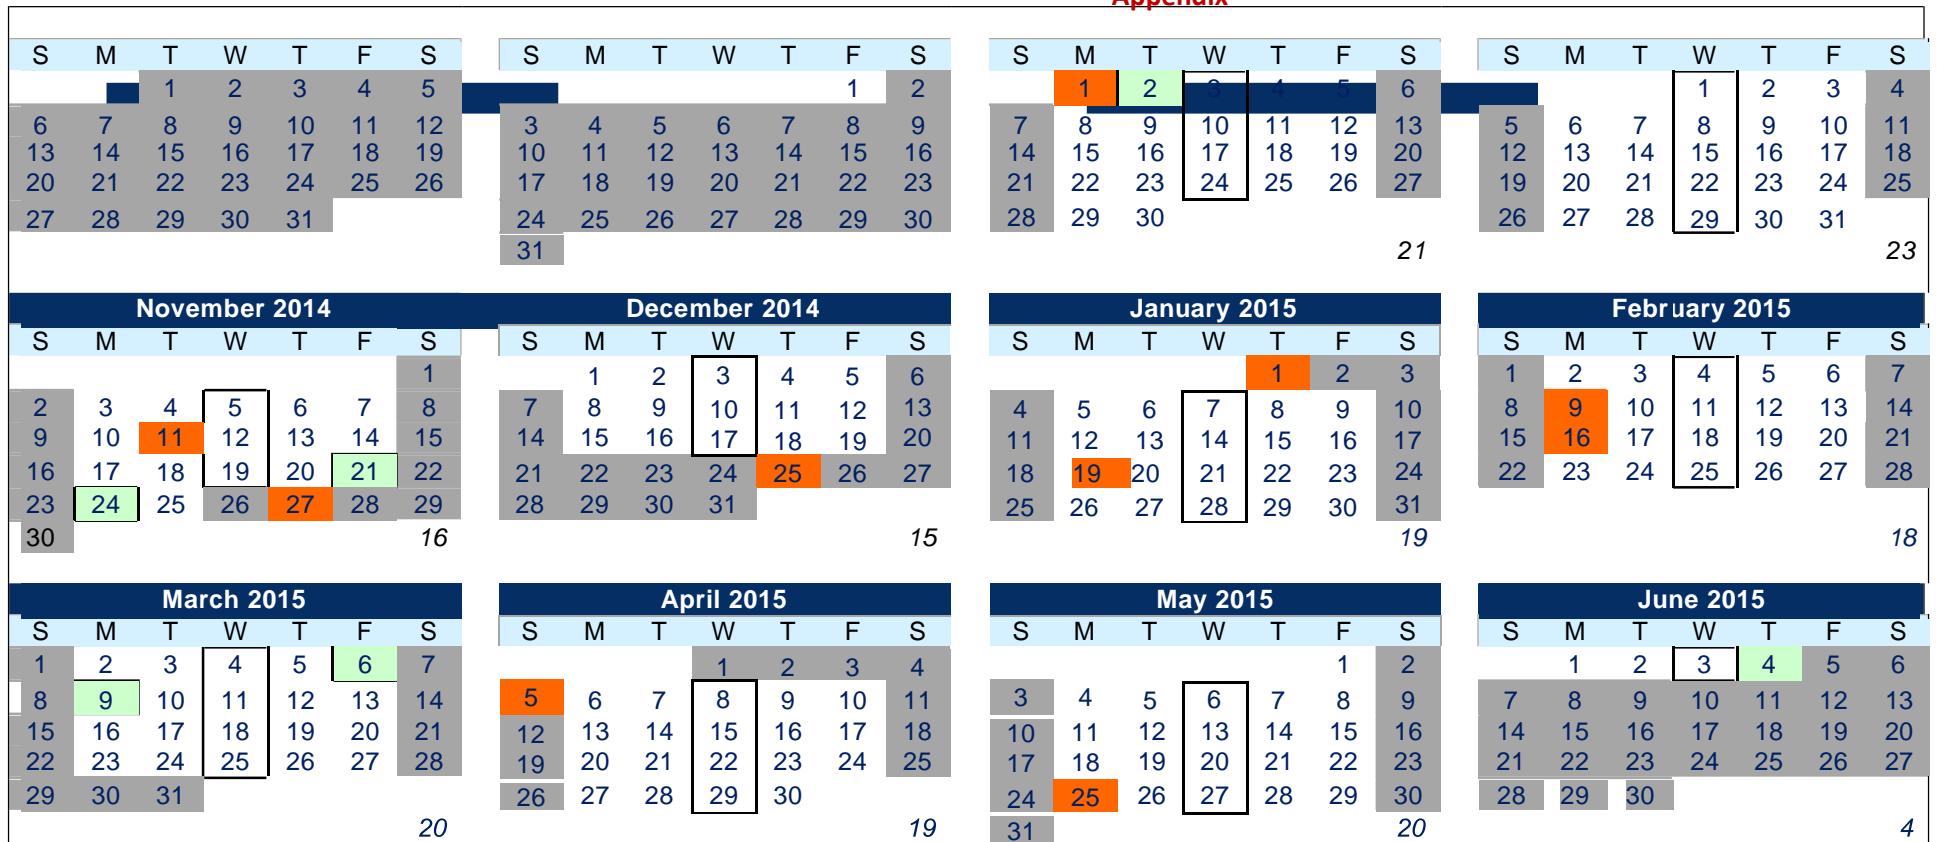 Appendix
S M T W T F S S M T W T F S S M T W T F S S M T W T F S
1 2 3 4 5 1 2 1 2 3 4 5 6 1 2 3 4
6 7 8 9 10 11 12 3 4 5 6 7 8 9 7 8 9 10 11 12 13 5 6 7 8 9 10 11
13 14 15 16 17 18 19 10 11 12 13 14 15 16 14 15 16 17 18 19 20 12 13 14 15 16 17 18
20 21 22 23 24 25 26 17 18 19 20 21 22 23 21 22 23 24 25 26 27 19 20 21 22 23 24 25
27 28 29 30 31 24 25 26 27 28 29 30 28 29 30 26 27 28 29 30 31
31 21 23
November 2014 December 2014 January 2015 February 2015
S M T W T F S S M T W T F S S M T W T F S S M T W T F S
1 1 2 3 4 5 6 1 2 3 1 2 3 4 5 6 7
2 3 4 5 6 7 8 7 8 9 10 11 12 13 4 5 6 7 8 9 10 8 9 10 11 12 13 14
9 10 11 12 13 14 15 14 15 16 17 18 19 20 11 12 13 14 15 16 17 15 16 17 18 19 20 21
16 17 18 19 20 21 22 21 22 23 24 25 26 27 18 19 20 21 22 23 24 22 23 24 25 26 27 28
23 24 25 26 27 28 29 28 29 30 31 25 26 27 28 29 30 31
30 16 15 19 18
March 2015 April 2015 May 2015 June 2015
S M T W T F S S M T W T F S S M T W T F S S M T W T F S
1 2 3 4 5 6 7 1 2 3 4 1 2 1 2 3 4 5 6
8 9 10 11 12 13 14 5 6 7 8 9 10 11 3 4 5 6 7 8 9 7 8 9 10 11 12 13
15 16 17 18 19 20 21 12 13 14 15 16 17 18 10 11 12 13 14 15 16 14 15 16 17 18 19 20
22 23 24 25 26 27 28 19 20 21 22 23 24 25 17 18 19 20 21 22 23 21 22 23 24 25 26 27
29 30 31 26 27 28 29 30 24 25 26 27 28 29 30 28 29 30
20 19 31 20 4